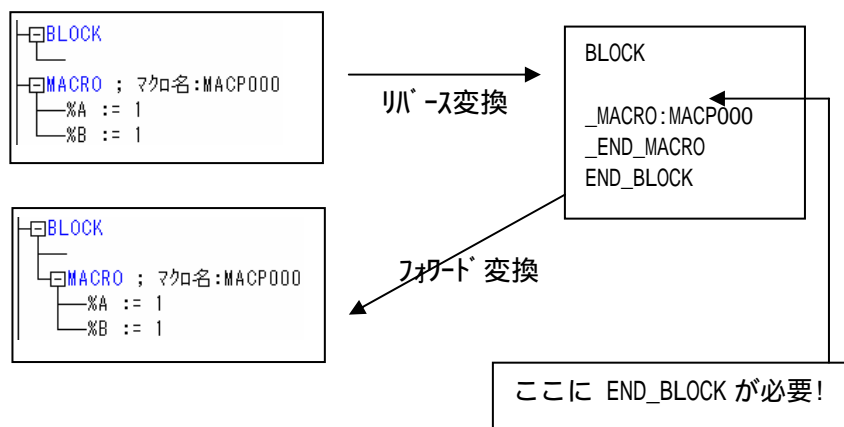 BLOCK
MACRO ; マクロ名:MACP000
%A := 1
%B := 1
リバース変換
BLOCK
_MACRO:MACP000
_END_MACRO
END_BLOCK
BLOCK
MACRO ; マクロ名:MACP000
%A := 1
%B := 1
フォワード変換
ここに END_BLOCK が必要!